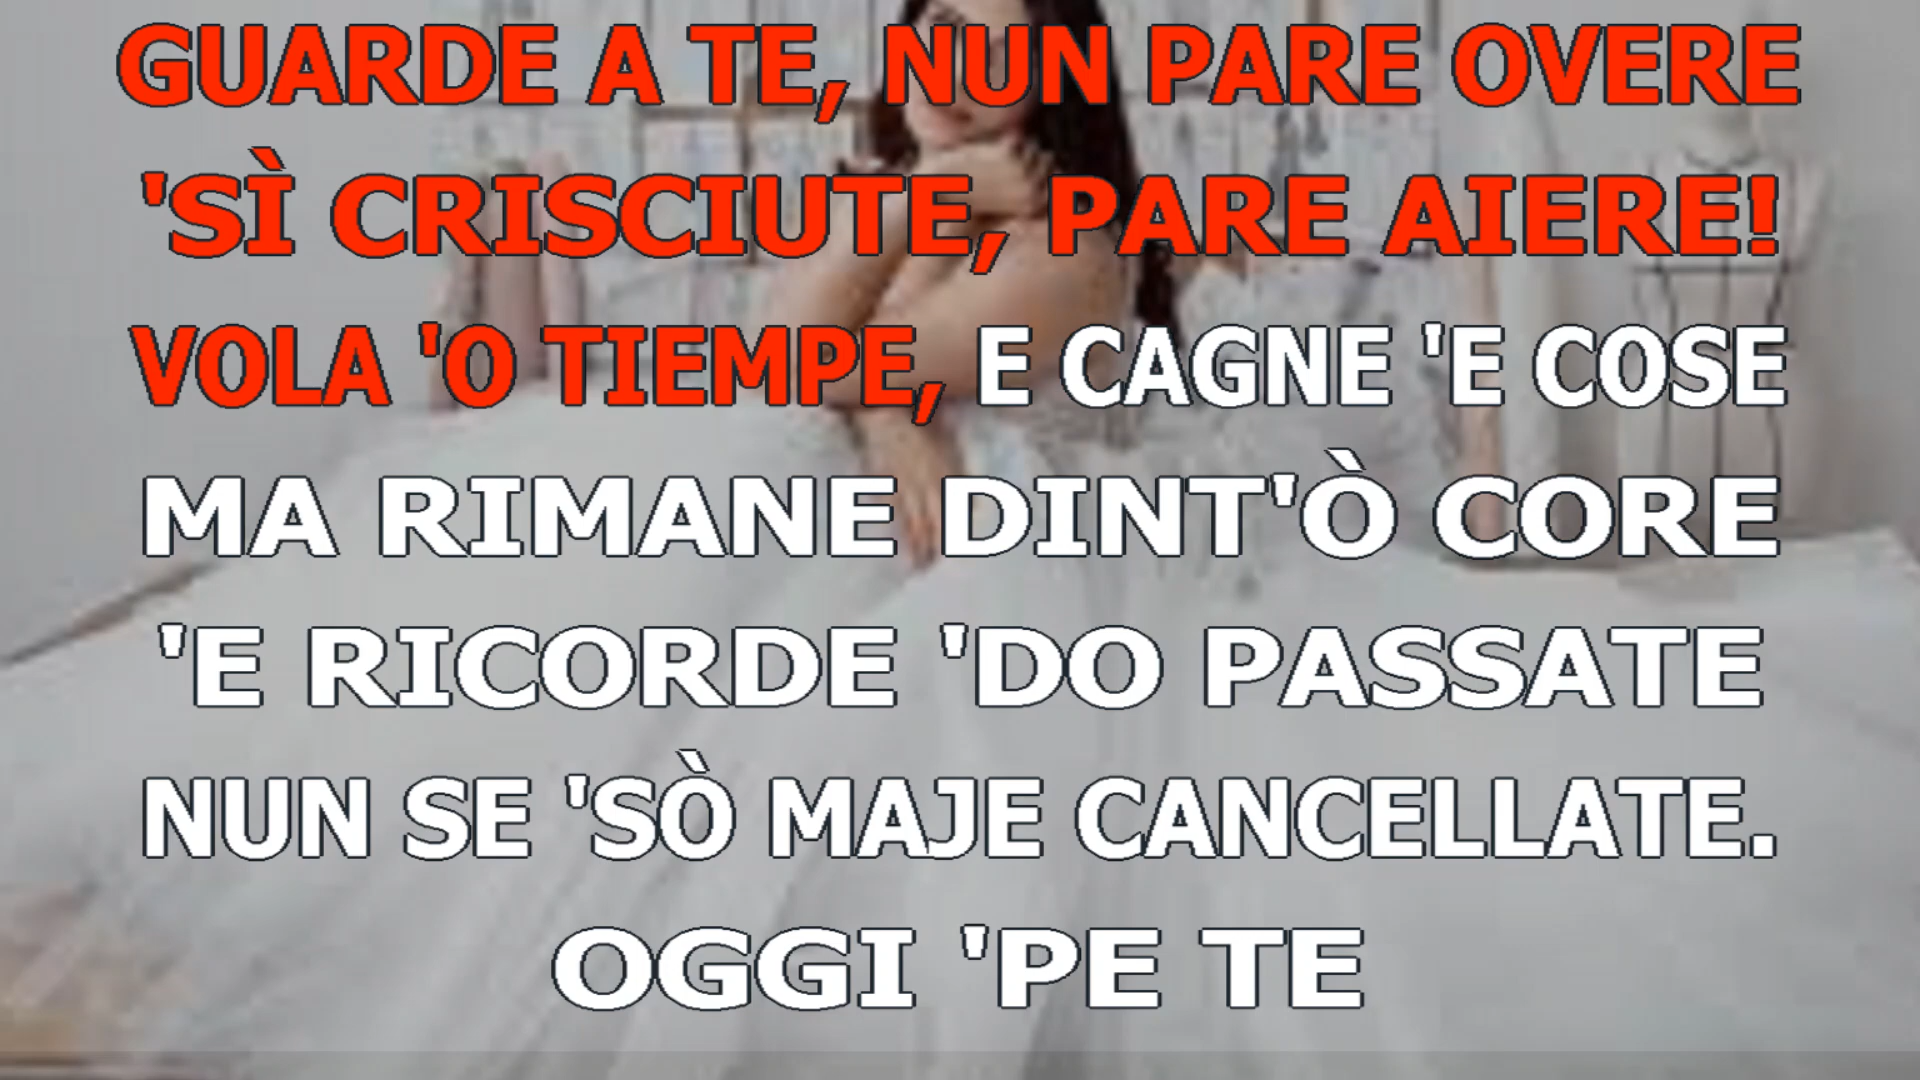 GUARDE A TE, NUN PARE OVERE
'SÌ CRISCIUTE, PARE AIERE!
VOLA 'O TIEMPE, E CAGNE 'E COSE
MA RIMANE DINT'Ò CORE
'E RICORDE 'DO PASSATE
NUN SE 'SÒ MAJE CANCELLATE.
OGGI 'PE TE